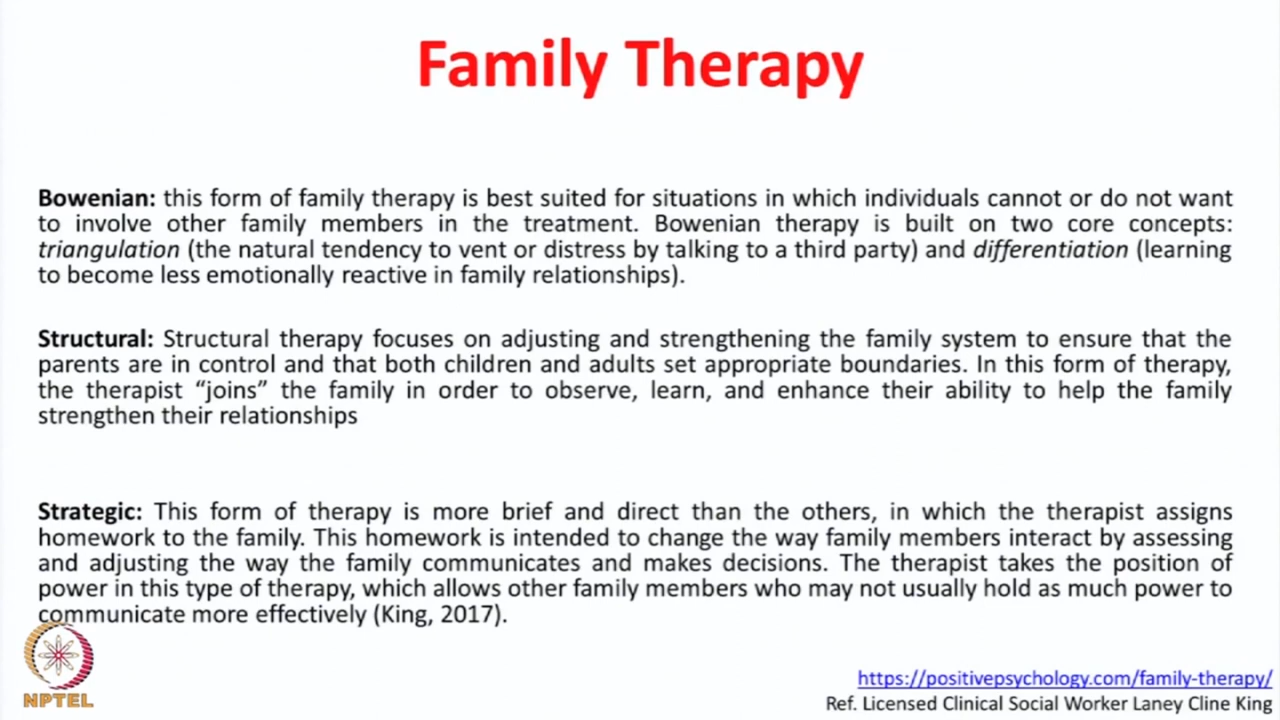 Family Therapy
Bowenian: this form of family therapy is best suited for situations in which individuals cannot or do not want
to involve other family members in the treatment. Bowenian therapy is built on two core concepts:
triangulation (the natural tendency to vent or distress by talking to a third party) and differentiation (learning
to become less emotionally reactive in family relationships).
Structural: Structural therapy focuses on adjusting and strengthening the family system to ensure that the
parents are in control and that both children and adults set appropriate boundaries. In this form of therapy,
the therapist “joins” the family in order to observe, learn, and enhance their ability to help the family
strengthen their relationships
Strategic: This form of therapy is more brief and direct than the others, in which the therapist assigns
homework to the family. This homework is intended to change the way family members interact by assessing
and adjusting the way the family communicates and makes decisions. The therapist takes the position of
power in this type of therapy, which allows other family members who may not usually hold as much power to
communicate more effectively (King, 2017).
NPTEL
https://positivepsychology.com/family-therapy/
Ref. Licensed Clinical Social Worker Laney Cline King